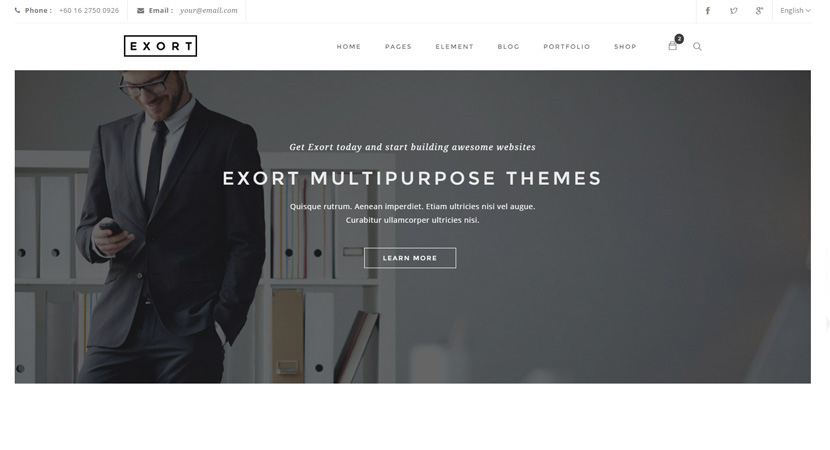 Phone : +60 16 2750 0926 Email : your@email.com English
EXORT HOME PAGES ELEMENT BLOG PORTFOLIO SHOP 2
Get Exort today and start building awesome websites
EXORT MULTIPURPOSE THEMES
Quisque rutrum. Aenean imperdiet. Etiam ultricies nisi vel augue.
Curabitur ullamcorper ultricies nisi.
LEARN MORE